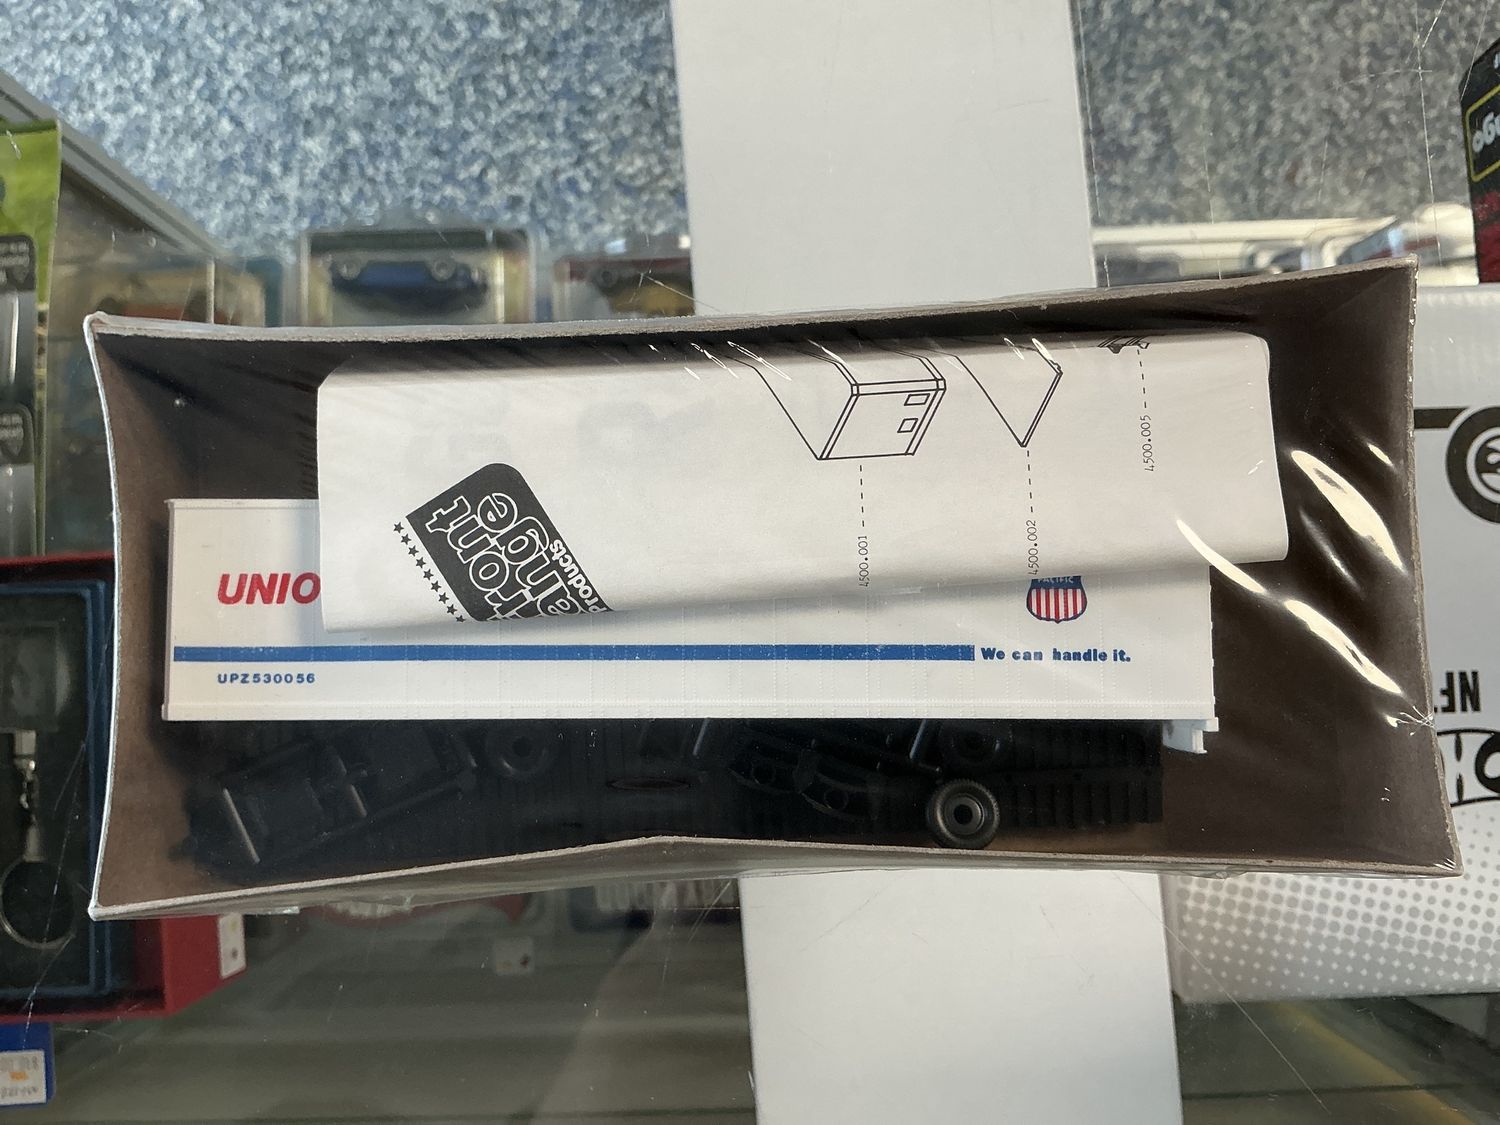 Front
Range
Products
4500.001
4500.002
4500.005
UNIO
PACIFIC
We can handle it.
UPZ530056